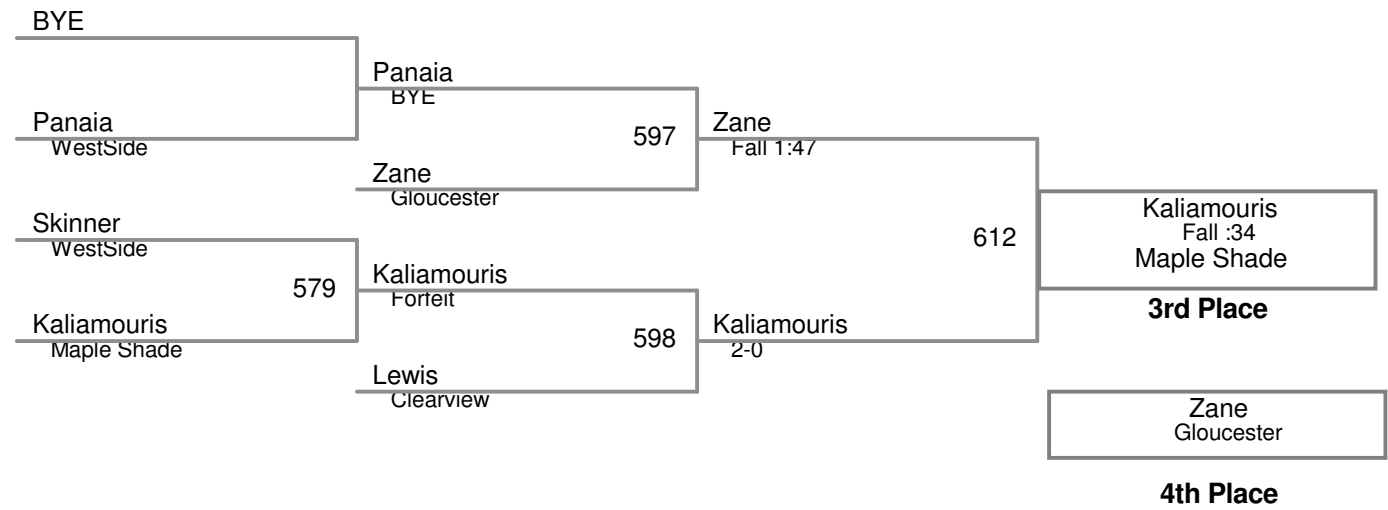 BYE
Panaia
BYE
Panaia
WestSide
597
Zane
Fall 1:47
Zane
Gloucester
Skinner
WestSide
579
Kaliamouris
Forfeit
Kaliamouris
Maple Shade
598
Kaliamouris
2-0
Lewis
Clearview
612
Kaliamouris
Fall :34
Maple Shade
3rd Place
Zane
Gloucester
4th Place